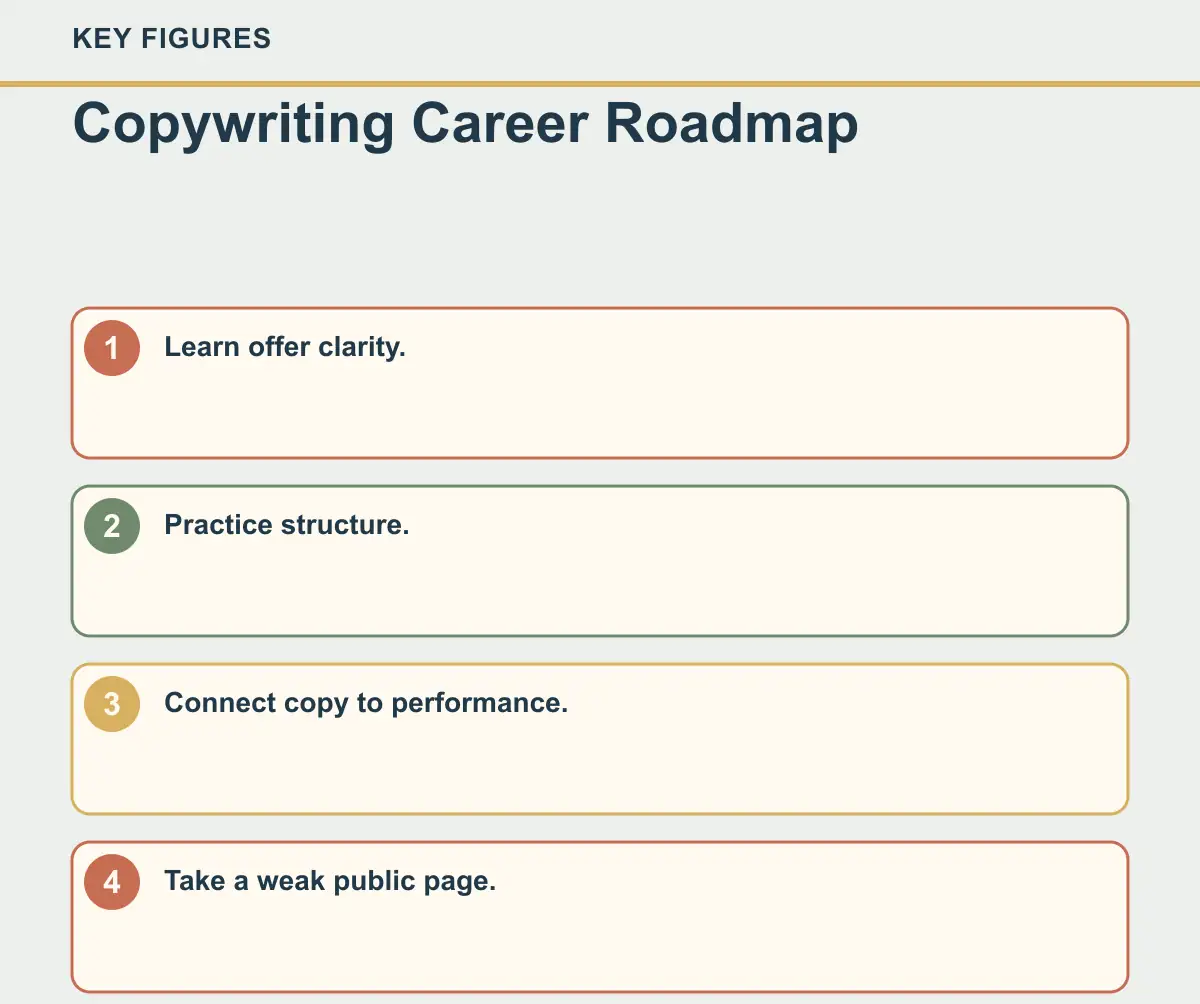 KEY FIGURES
Copywriting Career Roadmap
1 Learn offer clarity.
2 Practice structure.
3 Connect copy to performance.
4 Take a weak public page.